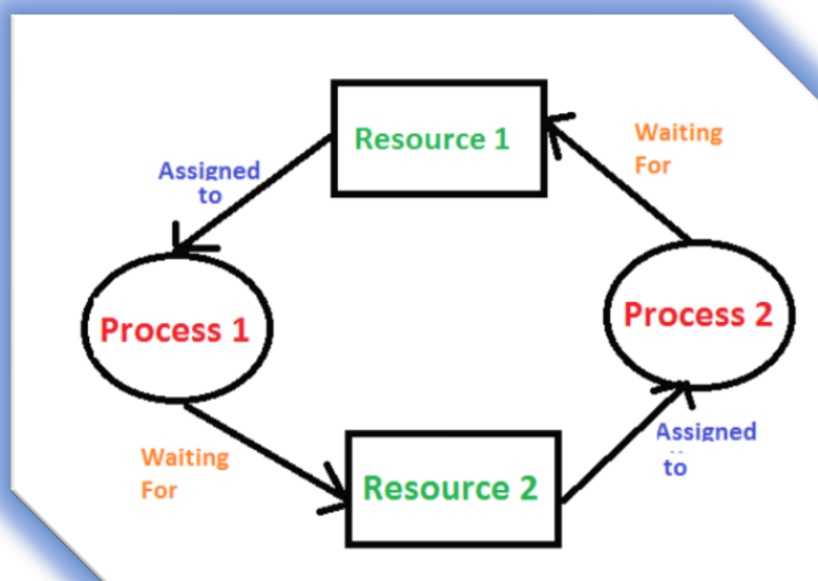 Resource 1
Waiting
For
Assigned
to
Process 1
Process 2
Waiting
For
Resource 2
Assigned
to